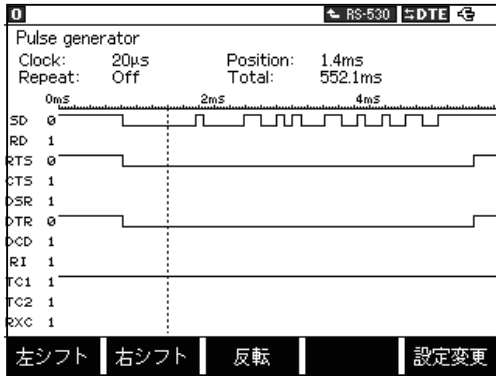 0 RS-530 DTE
Pulse generator
Clock: 20µs Position: 1.4ms
Repeat: Off Total: 552.1ms
0ms 2ms 4ms
SD 0
RD 1
RTS 0
CTS 1
DSR 1
DTR 0
DCD 1
RI 1
TC1 1
TC2 1
RXC 1
左シフト 右シフト 反転 設定変更